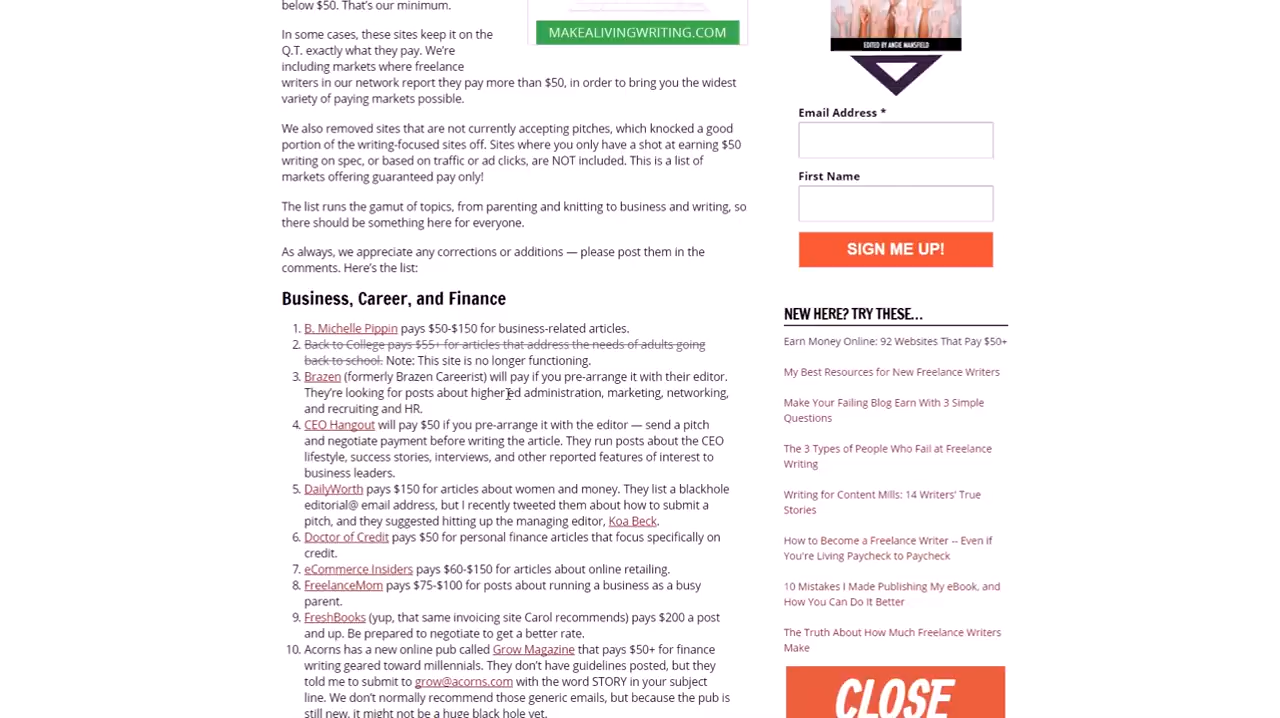 below $50. That's our minimum.
In some cases, these sites keep it on the
Q.T. exactly what they pay. We're
including markets where freelance
writers in our network report they pay more than $50, in order to bring you the widest
variety of paying markets possible.
We also removed sites that are not currently accepting pitches, which knocked a good
portion of the writing-focused sites off. Sites where you only have a shot at earning $50
writing on spec, or based on traffic or ad clicks, are NOT included. This is a list of
markets offering guaranteed pay only!
The list runs the gamut of topics, from parenting and knitting to business and writing, so
there should be something here for everyone.
As always, we appreciate any corrections or additions — please post them in the
comments. Here's the list:
Business, Career, and Finance
1. B. Michelle Pippin pays $50-$150 for business-related articles.
2. Back to College pays $55+ for articles that address the needs of adults going
back to school. Note: This site is no longer functioning.
3. Brazen (formerly Brazen Careerist) will pay if you pre-arrange it with their editor.
They're looking for posts about higher ed administration, marketing, networking,
and recruiting and HR.
4. CEO Hangout will pay $50 if you pre-arrange it with the editor — send a pitch
and negotiate payment before writing the article. They run posts about the CEO
lifestyle, success stories, interviews, and other reported features of interest to
business leaders.
5. DailyWorth pays $150 for articles about women and money. They list a blackhole
editorial@ email address, but I recently tweeted them about how to submit a
pitch, and they suggested hitting up the managing editor, Koa Beck.
6. Doctor of Credit pays $50 for personal finance articles that focus specifically on
credit.
7. eCommerce Insiders pays $60-$150 for articles about online retailing.
8. FreelanceMom pays $75-$100 for posts about running a business as a busy
parent.
9. FreshBooks (yup, that same invoicing site Carol recommends) pays $200 a post
and up. Be prepared to negotiate to get a better rate.
10. Acorns has a new online pub called Grow Magazine that pays $50+ for finance
writing geared toward millennials. They don't have guidelines posted, but they
told me to submit to grow@acorns.com with the word STORY in your subject
line. We don't normally recommend those generic emails, but because the pub is
still new, it might not be a huge black hole yet.
MAKEALIVINGWRITING.COM
EDITED BY ANGIE MANSFIELD
Email Address *
First Name
SIGN ME UP!
NEW HERE? TRY THESE...
Earn Money Online: 92 Websites That Pay $50+
My Best Resources for New Freelance Writers
Make Your Failing Blog Earn With 3 Simple
Questions
The 3 Types of People Who Fail at Freelance
Writing
Writing for Content Mills: 14 Writers' True
Stories
How to Become a Freelance Writer -- Even if
You're Living Paycheck to Paycheck
10 Mistakes I Made Publishing My eBook, and
How You Can Do It Better
The Truth About How Much Freelance Writers
Make
CLOSE